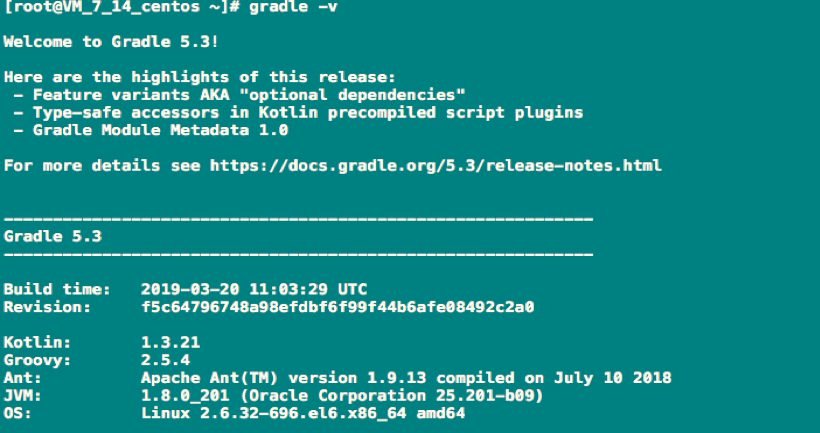 [root@VM_7_14_centos ~]# gradle -v
Welcome to Gradle 5.3!
Here are the highlights of this release:
- Feature variants AKA "optional dependencies"
- Type-safe accessors in Kotlin precompiled script plugins
- Gradle Module Metadata 1.0
For more details see https://docs.gradle.org/5.3/release-notes.html
------------------------------------------------------------
Gradle 5.3
------------------------------------------------------------
Build time:   2019-03-20 11:03:29 UTC
Revision:     f5c64796748a98efdbf6f99f44b6afe08492c2a0
Kotlin:       1.3.21
Groovy:       2.5.4
Ant:          Apache Ant(TM) version 1.9.13 compiled on July 10 2018
JVM:          1.8.0_201 (Oracle Corporation 25.201-b09)
OS:           Linux 2.6.32-696.el6.x86_64 amd64